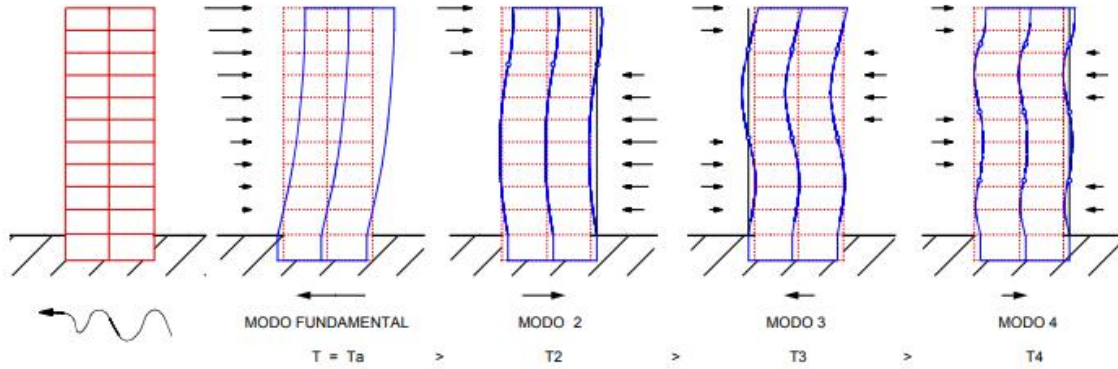 MODO FUNDAMENTAL MODO 2 MODO 3 MODO 4
T = Ta > T2 > T3 > T4